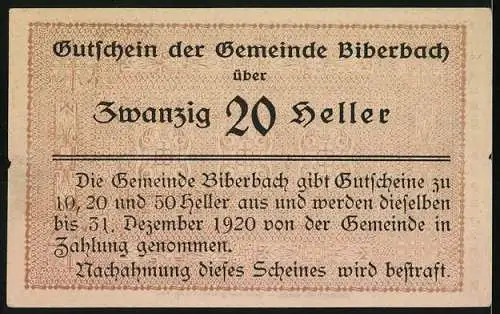 Gutschein der Gemeinde Biberbach
über
Zwanzig 20 Heller
Die Gemeinde Biberbach gibt Gutscheine zu
10, 20 und 50 Heller aus und werden dieselben
bis 31. Dezember 1920 von der Gemeinde in
Zahlung genommen.
Nachahmung dieses Scheines wird bestraft.